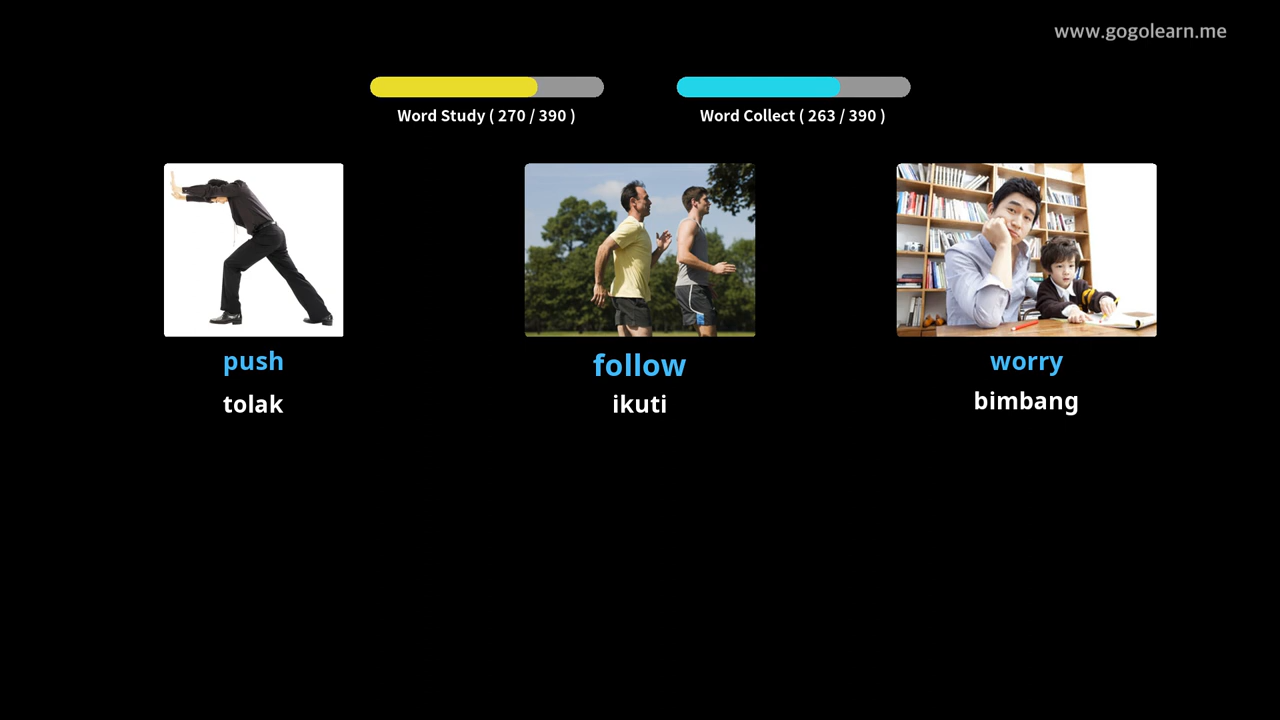 www.gogolearn.me
Word Study ( 270 / 390 )
Word Collect ( 263 / 390 )
push
tolak
follow
ikuti
worry
bimbang